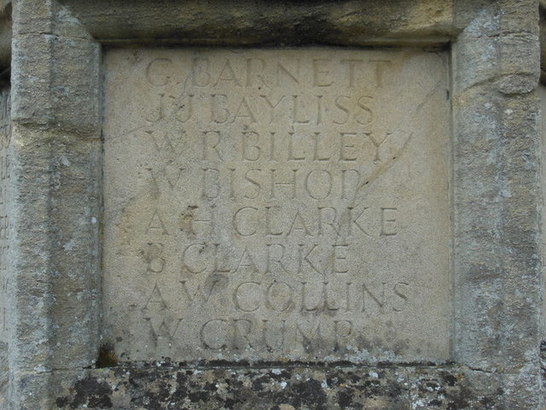 G. BARNETT
J J BAYLISS
W R BILLEY
W BISHOP
A H CLARKE
B CLARKE
A W COLLINS
W CRUMP